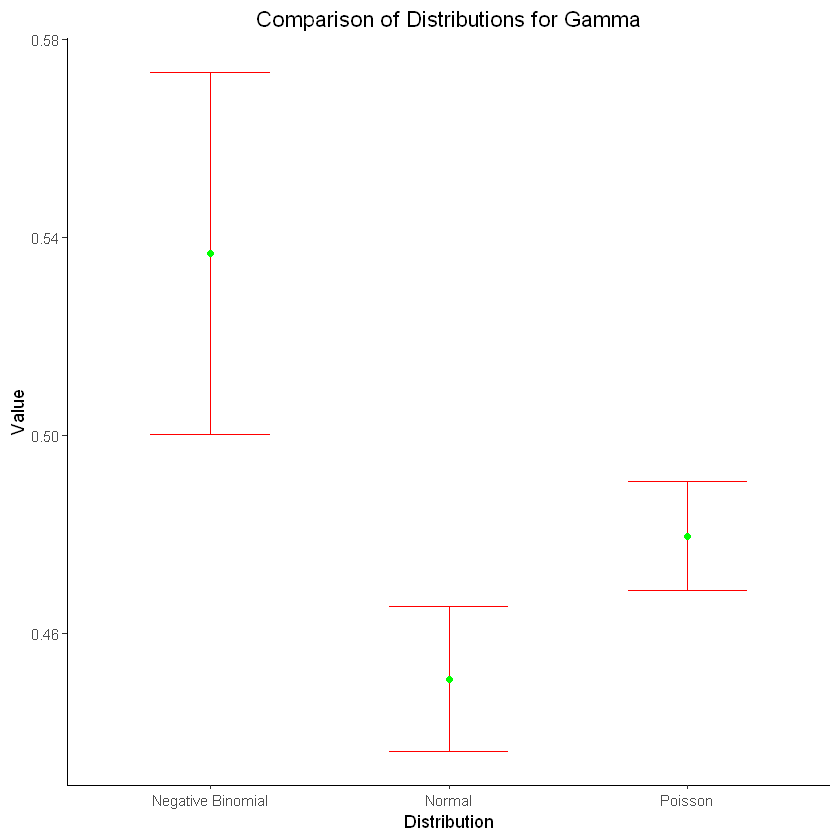 Comparison of Distributions for Gamma
0.58
0.54
0.50
0.46
Value
Negative Binomial
Normal
Poisson
Distribution